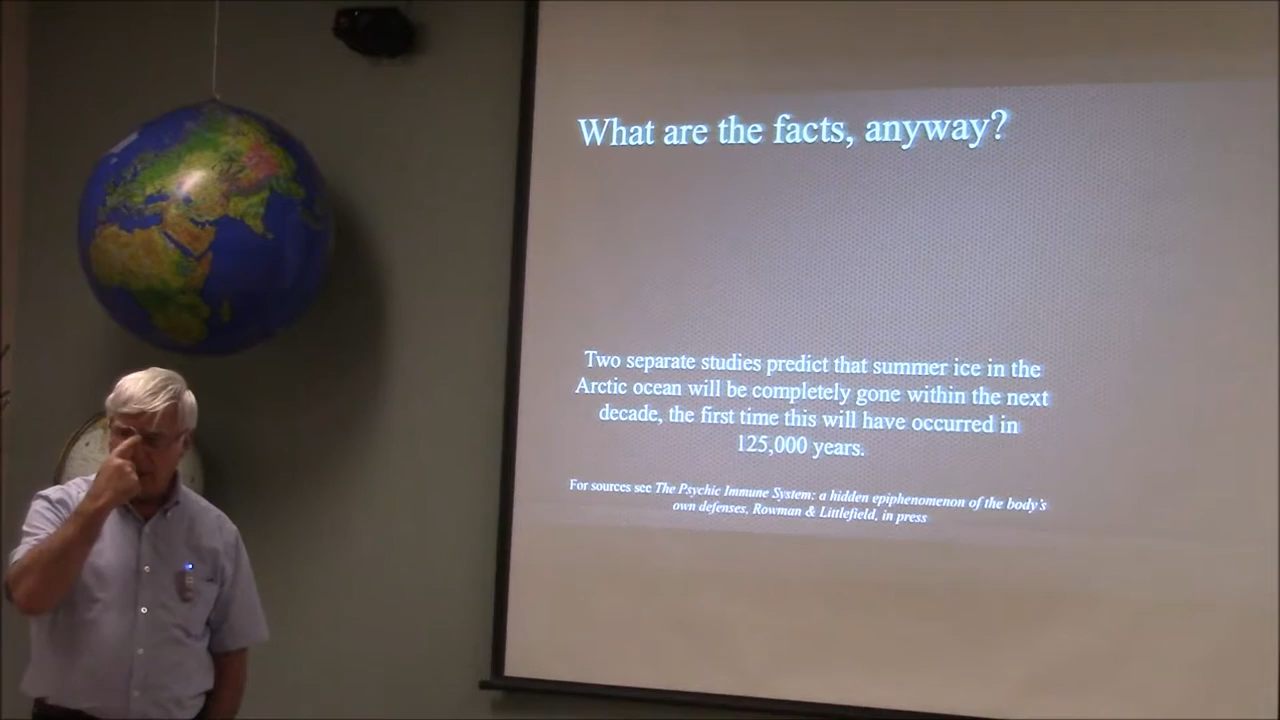 What are the facts, anyway?
Two separate studies predict that summer ice in the
Arctic ocean will be completely gone within the next
decade, the first time this will have occurred in
125,000 years.
For sources see The Psychic Immune System: a hidden epiphenomenon of the body's
own defenses, Rowman & Littlefield, in press